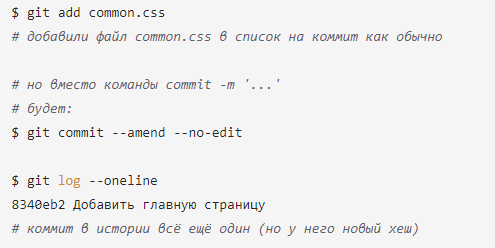 $ git add common.css
# добавили файл common.css в список на коммит как обычно
# но вместо команды commit -m '...'
# будет:
$ git commit --amend --no-edit
$ git log --oneline
8340eb2 Добавить главную страницу
# коммит в истории всё ещё один (но у него новый хеш)